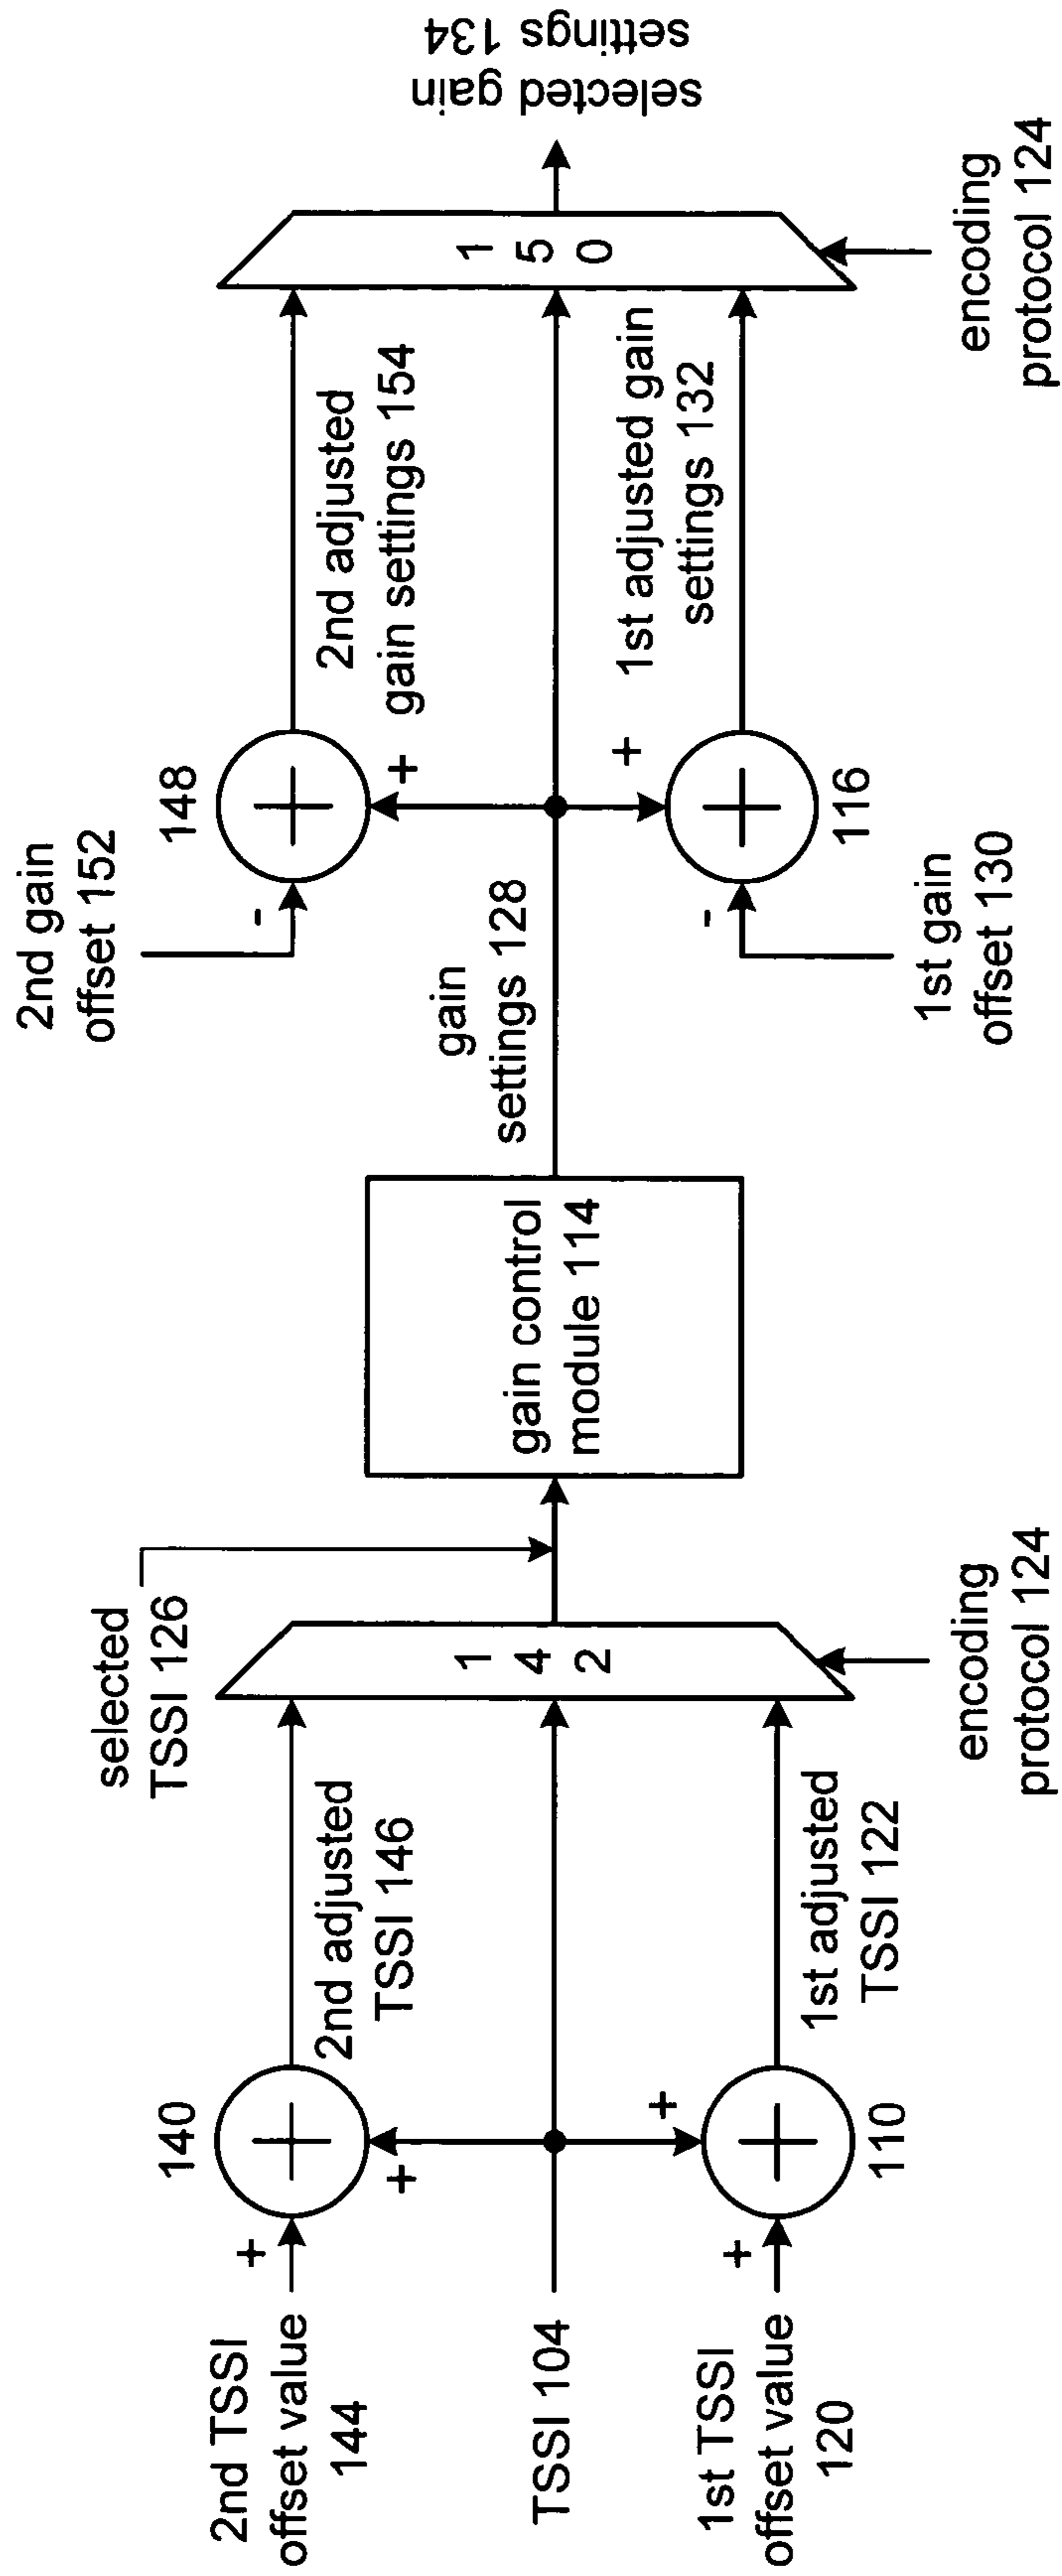 2nd TSSI
offset value
144
TSSI 104
1st TSSI
offset value
120
+
+
140
+
+
110
2nd adjusted
TSSI 146
1st adjusted
TSSI 122
selected
TSSI 126
1
4
2
encoding
protocol 124
gain control
module 114
gain
settings 128
2nd gain
offset 152
-
148
+
1st gain
offset 130
-
+
116
2nd adjusted
gain settings 154
1st adjusted gain
settings 132
1
5
0
encoding
protocol 124
selected gain
settings 134